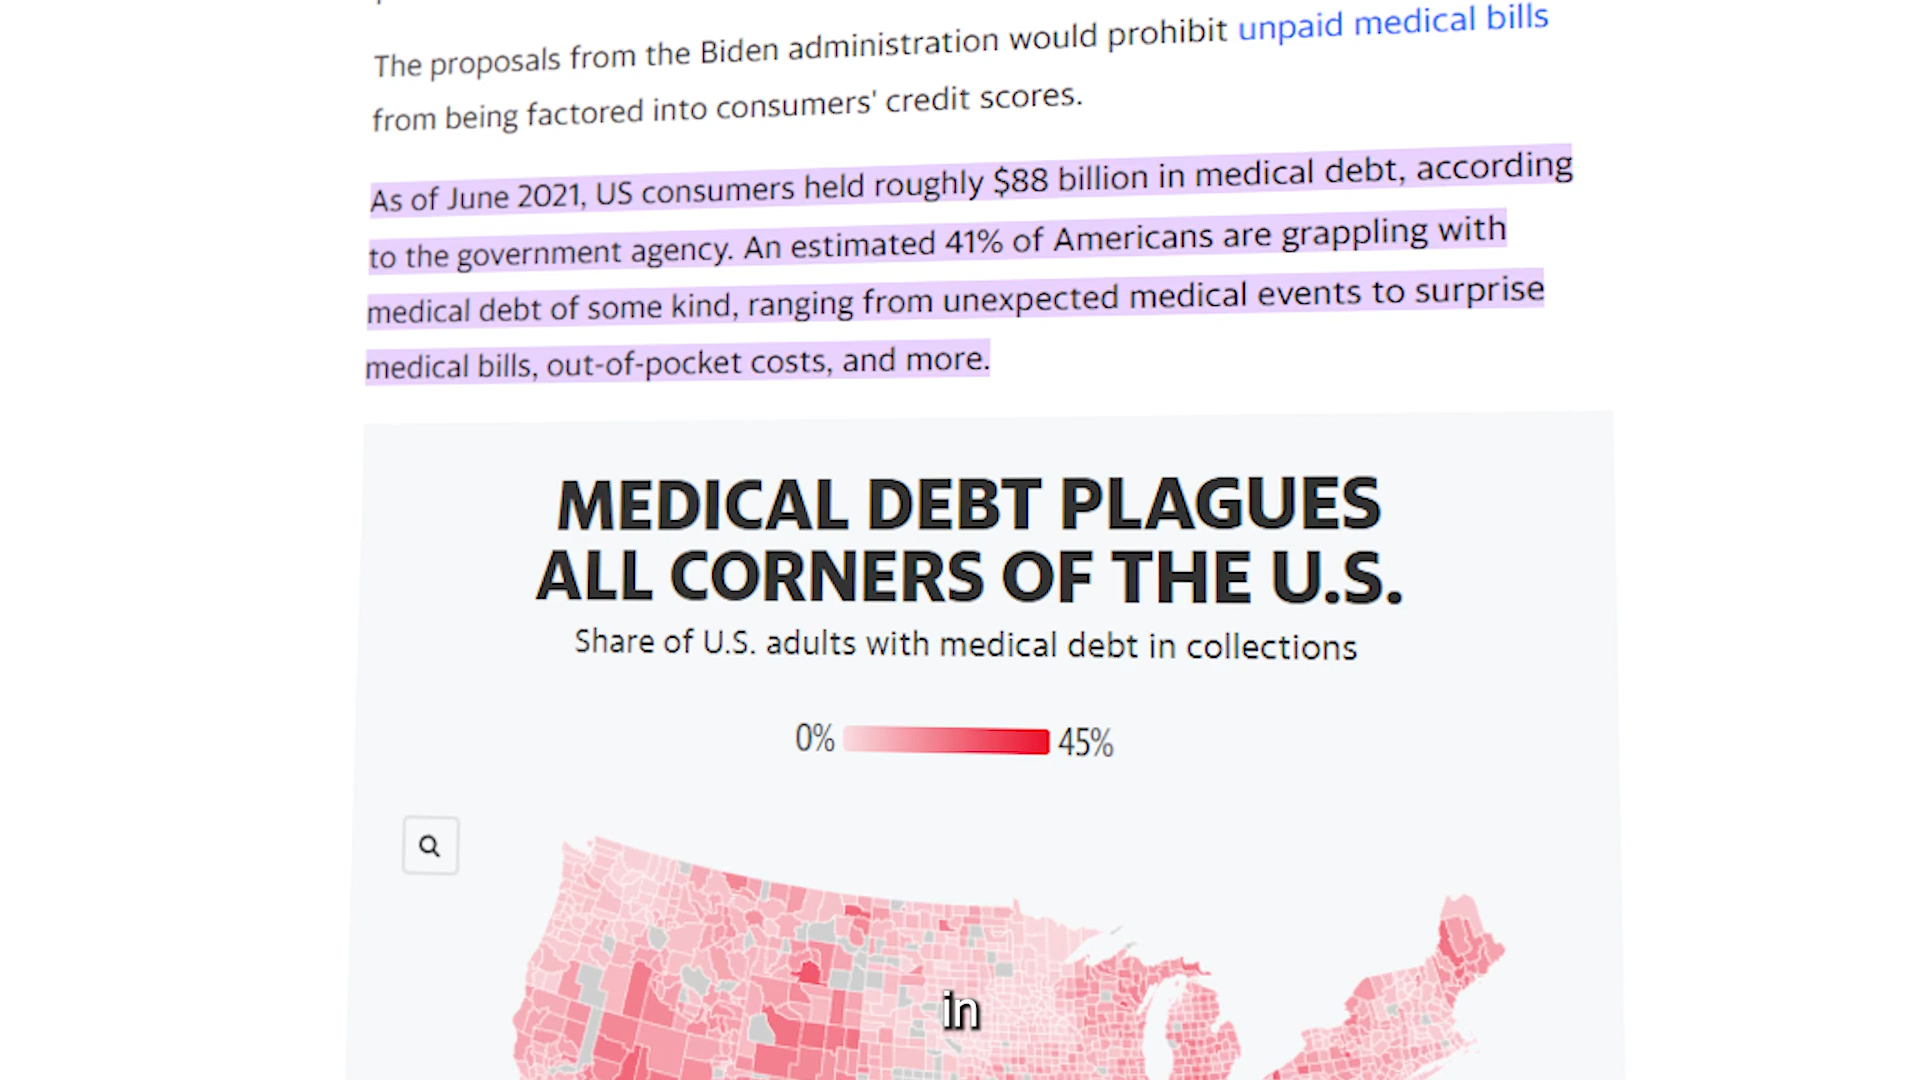 The proposals from the Biden administration would prohibit unpaid medical bills
from being factored into consumers' credit scores.
As of June 2021, US consumers held roughly $88 billion in medical debt, according
to the government agency. An estimated 41% of Americans are grappling with
medical debt of some kind, ranging from unexpected medical events to surprise
medical bills, out-of-pocket costs, and more.
MEDICAL DEBT PLAGUES
ALL CORNERS OF THE U.S.
Share of U.S. adults with medical debt in collections
0% 45%
in